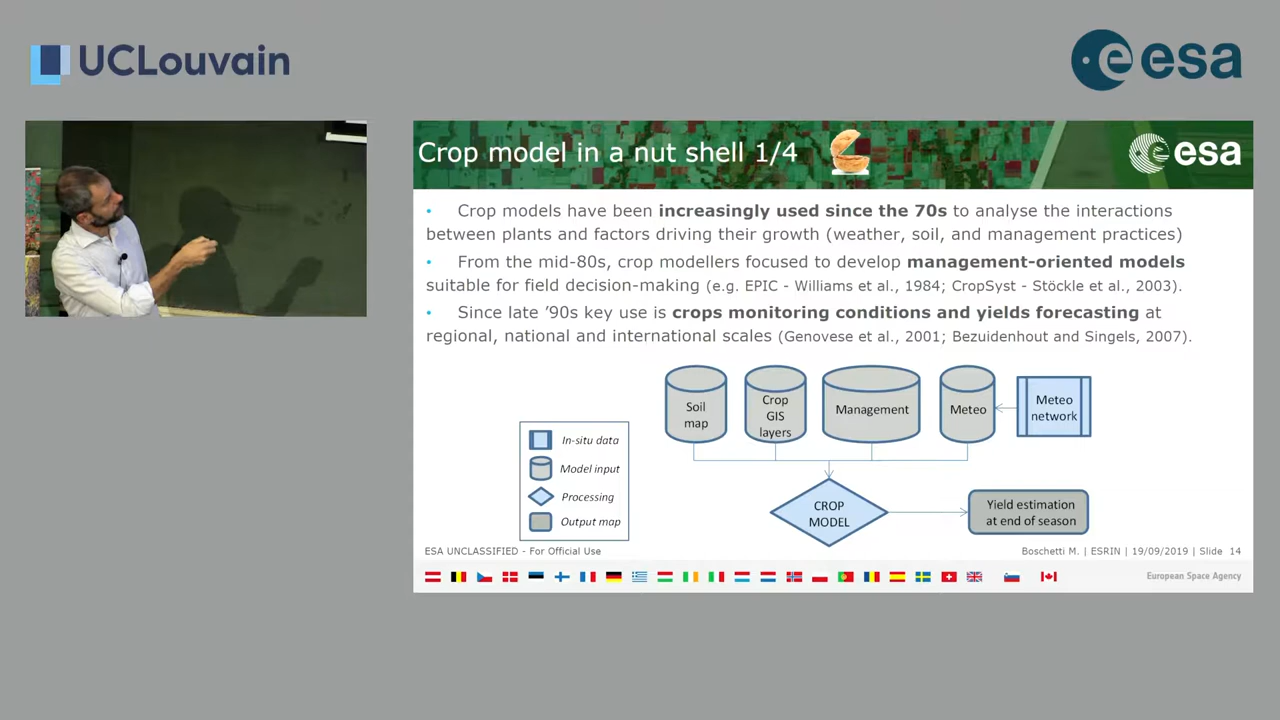 UCLouvain
esa
Crop model in a nut shell 1/4
esa
• Crop models have been increasingly used since the 70s to analyse the interactions
between plants and factors driving their growth (weather, soil, and management practices)
• From the mid-80s, crop modellers focused to develop management-oriented models
suitable for field decision-making (e.g. EPIC - Williams et al., 1984; CropSyst - Stöckle et al., 2003).
• Since late ’90s key use is crops monitoring conditions and yields forecasting at
regional, national and international scales (Genovese et al., 2001; Bezuidenhout and Singels, 2007).
Soil
map
Crop
GIS
layers
Management
Meteo
Meteo
network
In-situ data
Model input
Processing
Output map
CROP
MODEL
Yield estimation
at end of season
ESA UNCLASSIFIED - For Official Use
Boschetti M. | ESRIN | 19/09/2019 | Slide 14
European Space Agency